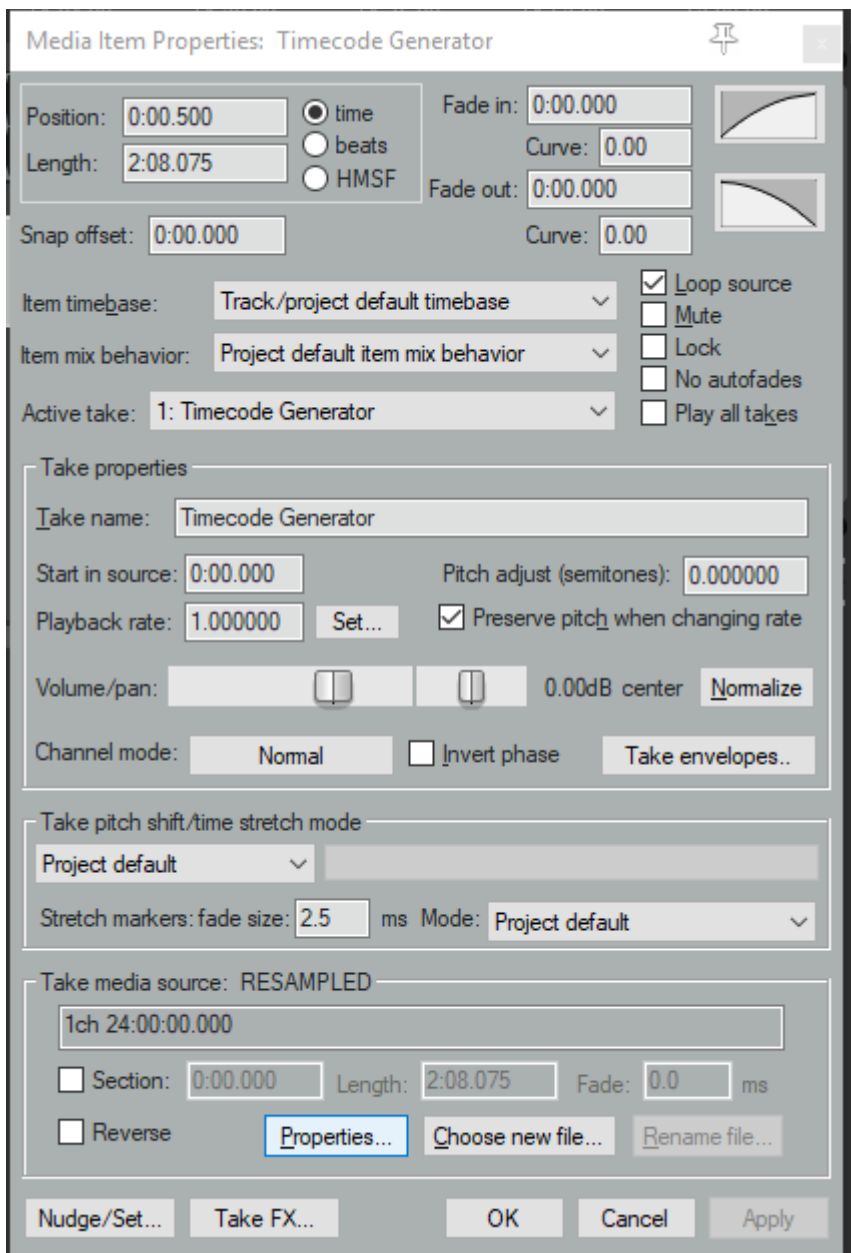 Media Item Properties: Timecode Generator
Position: 0:00.500 time Fade in: 0:00.000
beats Curve: 0.00
Length: 2:08.075 HMSF Fade out: 0:00.000
Snap offset: 0:00.000 Curve: 0.00
Item timebase: Track/project default timebase Loop source
Mute
Item mix behavior: Project default item mix behavior Lock
No autofades
Active take: 1: Timecode Generator Play all takes
Take properties
Take name: Timecode Generator
Start in source: 0:00.000 Pitch adjust (semitones): 0.000000
Playback rate: 1.000000 Set... Preserve pitch when changing rate
Volume/pan: 0.00dB center Normalize
Channel mode: Normal Invert phase Take envelopes..
Take pitch shift/time stretch mode
Project default
Stretch markers: fade size: 2.5 ms Mode: Project default
Take media source: RESAMPLED
1ch 24:00:00.000
Section: 0:00.000 Length: 2:08.075 Fade: 0.0 ms
Reverse Properties... Choose new file... Rename file...
Nudge/Set... Take FX... OK Cancel Apply